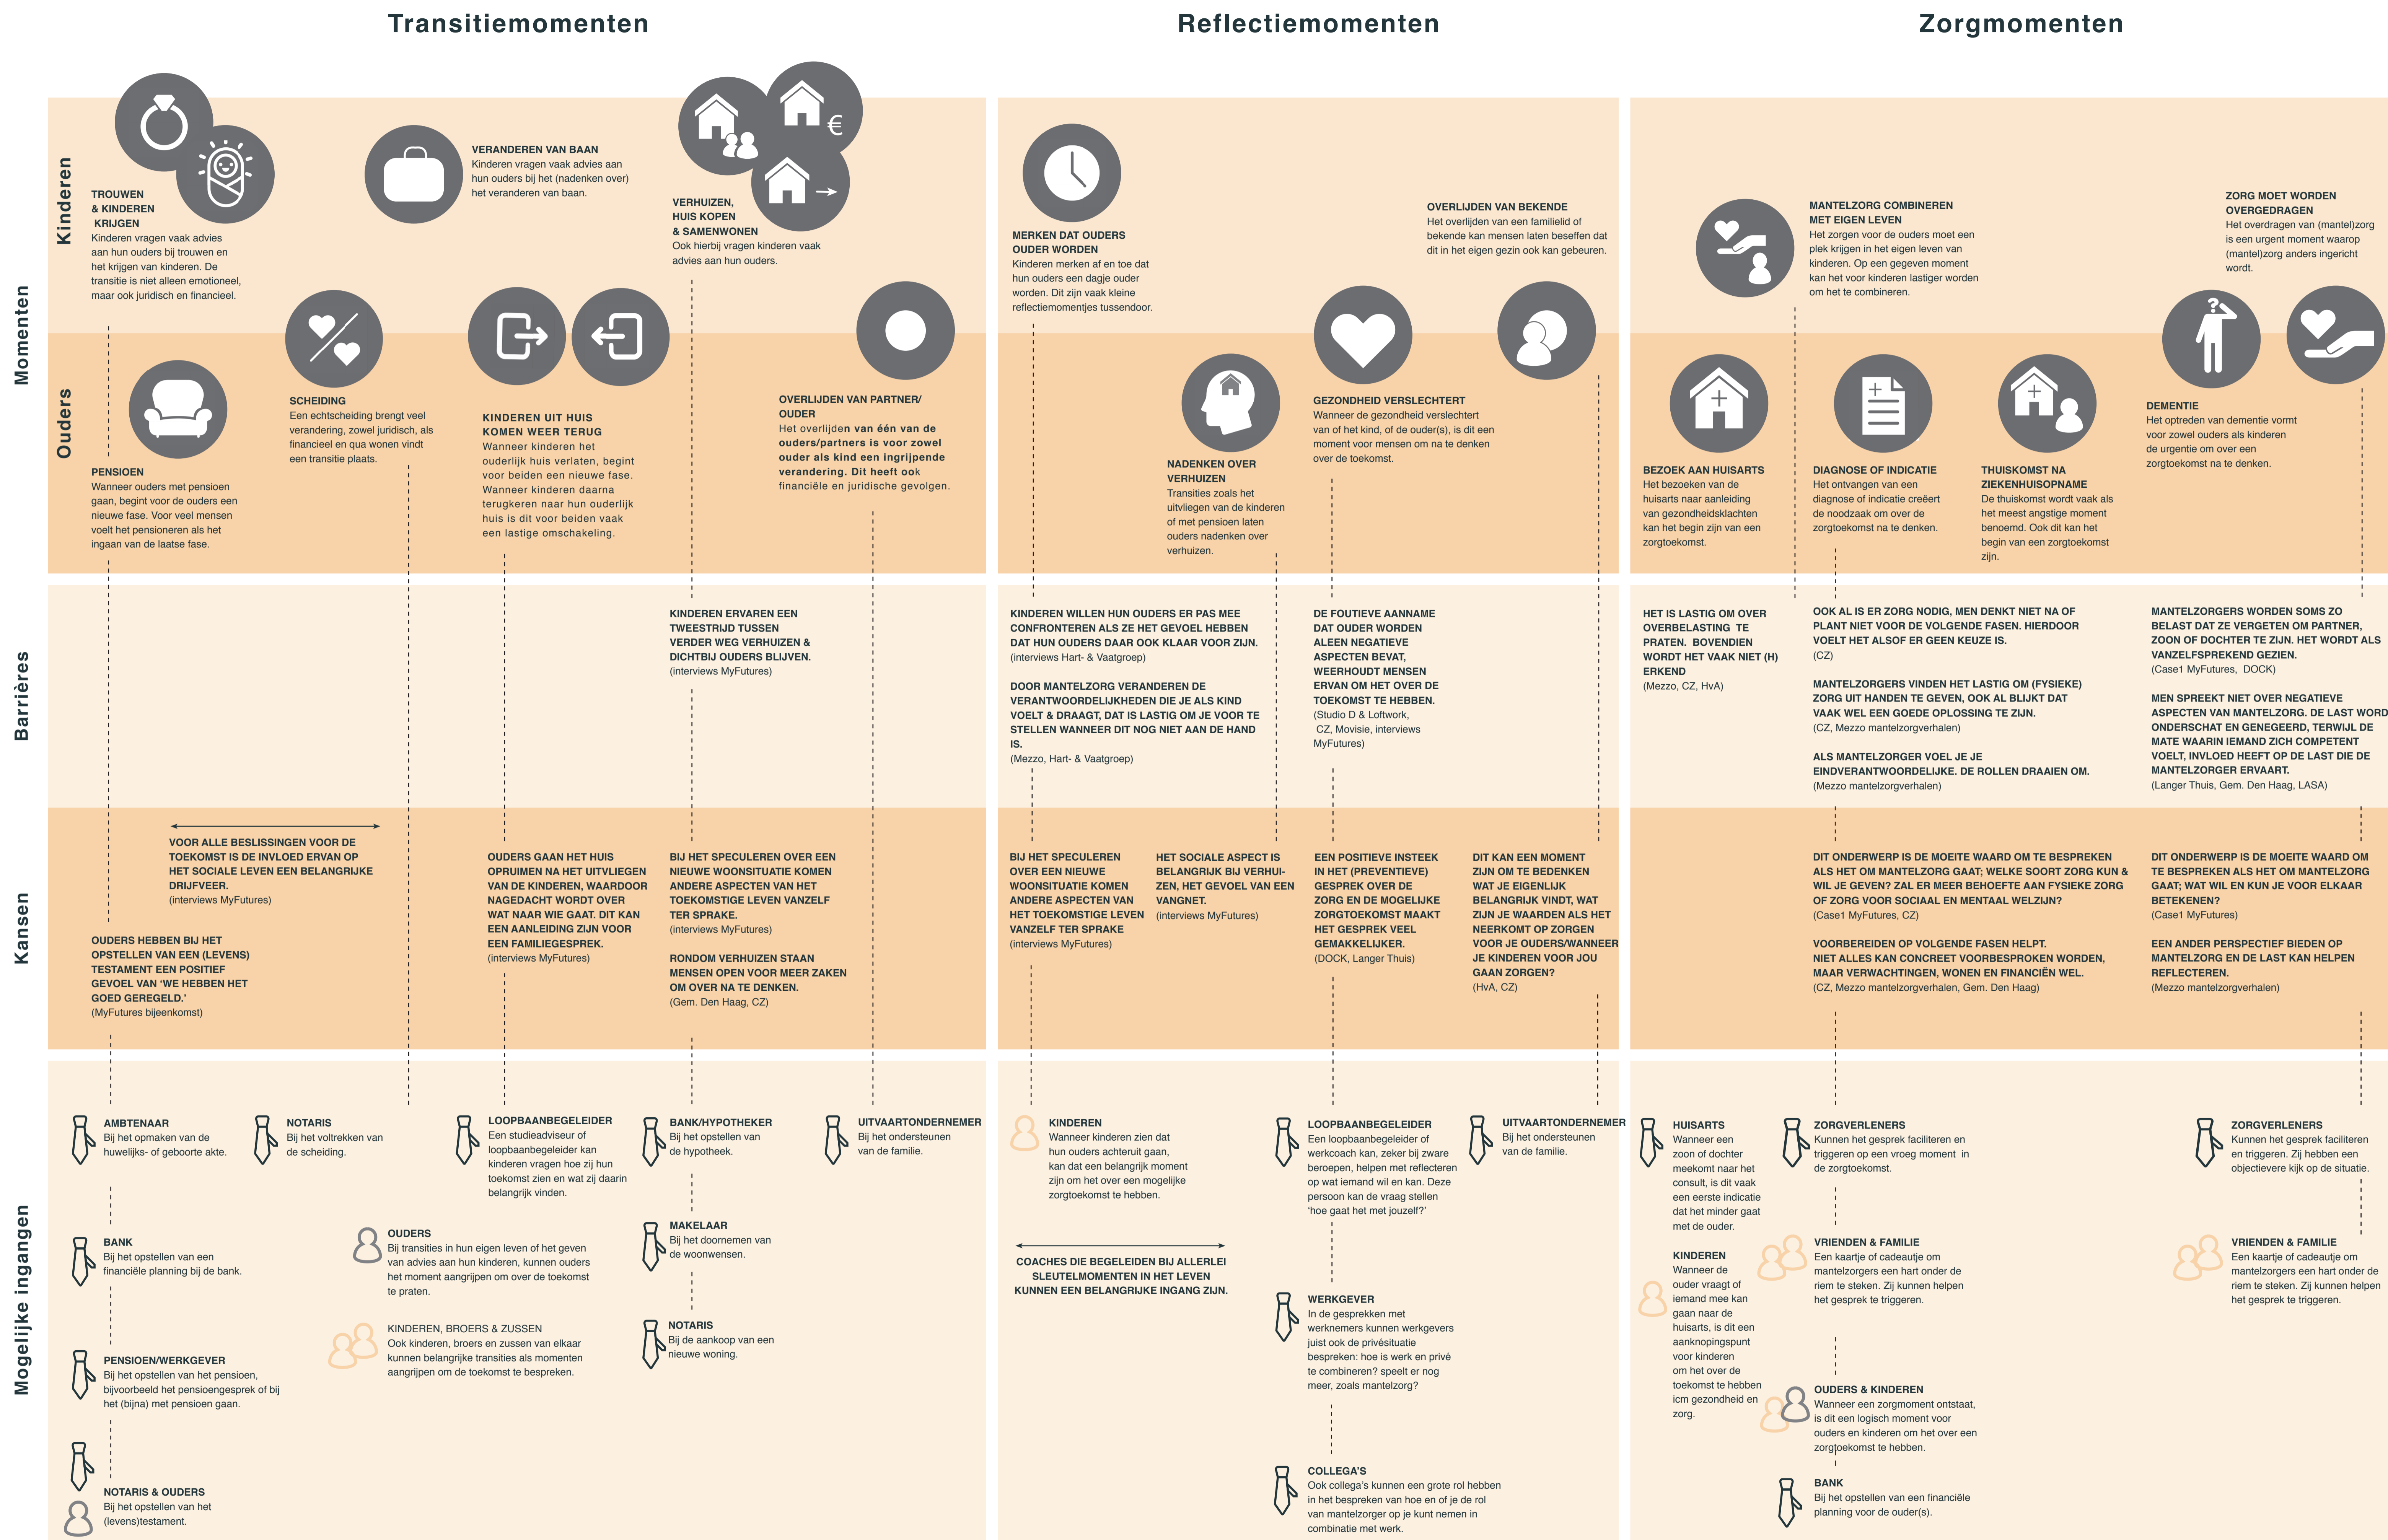 Transitiemomenten
Reflectiemomenten
Zorgmomenten
Momenten
Kinderen
TROUWEN
& KINDEREN
KRIJGEN
Kinderen vragen vaak advies
aan hun ouders bij trouwen en
het krijgen van kinderen. De
transitie is niet alleen emotioneel,
maar ook juridisch en financieel.
VERANDEREN VAN BAAN
Kinderen vragen vaak advies aan
hun ouders bij het (nadenken over)
het veranderen van baan.
€
VERHUIZEN,
HUIS KOPEN
& SAMENWONEN
Ook hierbij vragen kinderen vaak
advies aan hun ouders.
MERKEN DAT OUDERS
OUDER WORDEN
Kinderen merken af en toe dat
hun ouders een dagje ouder
worden. Dit zijn vaak kleine
reflectiemomentjes tussendoor.
OVERLIJDEN VAN BEKENDE
Het overlijden van een familielid of
bekende kan mensen laten beseffen dat
dit in het eigen gezin ook kan gebeuren.
MANTELZORG COMBINEREN
MET EIGEN LEVEN
Het zorgen voor de ouders moet een
plek krijgen in het eigen leven van
kinderen. Op een gegeven moment
kan het voor kinderen lastiger worden
om het te combineren.
ZORG MOET WORDEN
OVERGEDRAGEN
Het overdragen van (mantel)zorg
is een urgent moment waarop
(mantel)zorg anders ingericht
wordt.
Ouders
PENSIOEN
Wanneer ouders met pensioen
gaan, begint voor de ouders een
nieuwe fase. Voor veel mensen
voelt het pensioneren als het
ingaan van de laatse fase.
SCHEIDING
Een echtscheiding brengt veel
verandering, zowel juridisch, als
financieel en qua wonen vindt
een transitie plaats.
KINDEREN UIT HUIS
KOMEN WEER TERUG
Wanneer kinderen het
ouderlijk huis verlaten, begint
voor beiden een nieuwe fase.
Wanneer kinderen daarna
terugkeren naar hun ouderlijk
huis is dit voor beiden vaak
een lastige omschakeling.
OVERLIJDEN VAN PARTNER/
OUDER
Het overlijden van één van de
ouders/partners is voor zowel
ouder als kind een ingrijpende
verandering. Dit heeft ook
financiële en juridische gevolgen.
NADENKEN OVER
VERHUIZEN
Transities zoals het
uitvliegen van de kinderen
of met pensioen laten
ouders nadenken over
verhuizen.
GEZONDHEID VERSLECHTERT
Wanneer de gezondheid verslechtert
van of het kind, of de ouder(s), is dit een
moment voor mensen om na te denken
over de toekomst.
BEZOEK AAN HUISARTS
Het bezoeken van de
huisarts naar aanleiding
van gezondheidsklachten
kan het begin zijn van een
zorgtoekomst.
DIAGNOSE OF INDICATIE
Het ontvangen van een
diagnose of indicatie creëert
de noodzaak om over de
zorgtoekomst na te denken.
THUISKOMST NA
ZIEKENHUISOPNAME
De thuiskomst wordt vaak als
het meest angstige moment
benoemd. Ook dit kan het
begin van een zorgtoekomst
zijn.
?
DEMENTIE
Het optreden van dementie vormt
voor zowel ouders als kinderen
de urgentie om over een
zorgtoekomst na te denken.
Barrières
KINDEREN ERVAREN EEN
TWEESTRIJD TUSSEN
VERDER WEG VERHUIZEN &
DICHTBIJ OUDERS BLIJVEN.
(interviews MyFutures)
KINDEREN WILLEN HUN OUDERS ER PAS MEE
CONFRONTEREN ALS ZE HET GEVOEL HEBBEN
DAT HUN OUDERS DAAR OOK KLAAR VOOR ZIJN.
(interviews Hart- & Vaatgroep)
DOOR MANTELZORG VERANDEREN DE
VERANTWOORDELIJKHEDEN DIE JE ALS KIND
VOELT & DRAAGT, DAT IS LASTIG OM JE VOOR TE
STELLEN WANNEER DIT NOG NIET AAN DE HAND
IS.
(Mezzo, Hart- & Vaatgroep)
DE FOUTIEVE AANNAME
DAT OUDER WORDEN
ALEEN NEGATIEVE
ASPECTEN BEVAT,
WEERHOUDT MENSEN
ERVAN OM HET OVER DE
TOEKOMST TE HEBBEN.
(Studio D & Loftwork,
CZ, Movisie, interviews
MyFutures)
HET IS LASTIG OM OVER
OVERBELASTING TE
PRATEN. BOVENDIEN
WORDT HET VAAK NIET (H)
ERKEND
(Mezzo, CZ, HvA)
OOK AL IS ER ZORG NODIG, MEN DENKT NIET NA OF
PLANT NIET VOOR DE VOLGENDE FASEN. HIERDOOR
VOELT HET ALSOF ER GEEN KEUZE IS.
(CZ)
MANTELZORGERS VINDEN HET LASTIG OM (FYSIEKE)
ZORG UIT HANDEN TE GEVEN, OOK AL BLIJKT DAT
VAAK WEL EEN GOEDE OPLOSSING TE ZIJN.
(CZ, Mezzo mantelzorgverhalen)
ALS MANTELZORGER VOEL JE JE
EINDVERANTWOORDELIJKE. DE ROLLEN DRAAIEN OM.
(Mezzo mantelzorgverhalen)
MANTELZORGERS WORDEN SOMS ZO
BELAST DAT ZE VERGETEN OM PARTNER,
ZOON OF DOCHTER TE ZIJN. HET WORDT ALS
VANZELFSPREKEND GEZIEN.
(Case1 MyFutures, DOCK)
MEN SPREEKT NIET OVER NEGATIEVE
ASPECTEN VAN MANTELZORG. DE LAST WORD
ONDERSCHAT EN GENEGEERD, TERWIJL DE
MATE WAARIN IEMAND ZICH COMPETENT
VOELT, INVLOED HEEFT OP DE LAST DIE DE
MANTELZORGER ERVAART.
(Langer Thuis, Gem. Den Haag, LASA)
Kansen
VOOR ALLE BESLISSINGEN VOOR DE
TOEKOMST IS DE INVLOED ERVAN OP
HET SOCIALE LEVEN EEN BELANGRIJKE
DRIJFVEER.
(interviews MyFutures)
OUDERS HEBBEN BIJ HET
OPSTELLEN VAN EEN (LEVENS)
TESTAMENT EEN POSITIEF
GEVOEL VAN ‘WE HEBBEN HET
GOED GEREGELD.’
(MyFutures bijeenkomst)
OUDERS GAAN HET HUIS
OPRUIMEN NA HET UITVLIEGEN
VAN DE KINDEREN, WAARDOOR
NAGEDACHT WORDT OVER
WAT NAAR WIE GAAT. DIT KAN
EEN AANLEIDING ZIJN VOOR
EEN FAMILIEGESPREK.
(interviews MyFutures)
BIJ HET SPECULEREN OVER EEN
NIEUWE WOONSITUATIE KOMEN
ANDERE ASPECTEN VAN HET
TOEKOMSTIGE LEVEN VANZELF
TER SPRAKE.
(interviews MyFutures)
RONDOM VERHUIZEN STAAN
MENSEN OPEN VOOR MEER ZAKEN
OM OVER NA TE DENKEN.
(Gem. Den Haag, CZ)
BIJ HET SPECULEREN
OVER EEN NIEUWE
WOONSITUATIE KOMEN
ANDERE ASPECTEN VAN
HET TOEKOMSTIGE LEVEN
VANZELF TER SPRAKE
(interviews MyFutures)
HET SOCIALE ASPECT IS
BELANGRIJK BIJ VERHUI-
ZEN, HET GEVOEL VAN EEN
VANGNET.
(interviews MyFutures)
EEN POSITIEVE INSTEEK
IN HET (PREVENTIEVE)
GESPREK OVER DE
ZORG EN DE MOGELIJKE
ZORGTOEKOMST MAAKT
HET GESPREK VEEL
GEMAKKELIJKER.
(DOCK, Langer Thuis)
DIT KAN EEN MOMENT
ZIJN OM TE BEDENKEN
WAT JE EIGENLIJK
BELANGRIJK VINDT, WAT
ZIJN JE WAARDEN ALS HET
NEERKOMT OP ZORGEN
VOOR JE OUDERS/WANNEER
JE KINDEREN VOOR JOU
GAAN ZORGEN?
(HvA, CZ)
DIT ONDERWERP IS DE MOEITE WAARD OM TE BESPREKEN
ALS HET OM MANTELZORG GAAT; WELKE SOORT ZORG KUN &
WIL JE GEVEN? ZAL ER MEER BEHOEFTE AAN FYSIEKE ZORG
OF ZORG VOOR SOCIAAL EN MENTAAL WELZIJN?
(Case1 MyFutures, CZ)
VOORBEREIDEN OP VOLGENDE FASEN HELPT.
NIET ALLES KAN CONCREET VOORBESPROKEN WORDEN,
MAAR VERWACHTINGEN, WONEN EN FINANCIËN WEL.
(CZ, Mezzo mantelzorgverhalen, Gem. Den Haag)
DIT ONDERWERP IS DE MOEITE WAARD OM
TE BESPREKEN ALS HET OM MANTELZORG
GAAT; WAT WIL EN KUN JE VOOR ELKAAR
BETEKENEN?
(Case1 MyFutures)
EEN ANDER PERSPECTIEF BIEDEN OP
MANTELZORG EN DE LAST KAN HELPEN
REFLECTEREN.
(Mezzo mantelzorgverhalen)
Mogelijke ingangen
AMBTENAAR
Bij het opmaken van de
huwelijks- of geboorte akte.
BANK
Bij het opstellen van een
financiële planning bij de bank.
PENSIOEN/WERKGEVER
Bij het opstellen van het pensioen,
bijvoorbeeld het pensioengesprek of bij
het (bijna) met pensioen gaan.
NOTARIS & OUDERS
Bij het opstellen van het
(levens)testament.
NOTARIS
Bij het voltrekken van
de scheiding.
OUDERS
Bij transities in hun eigen leven of het geven
van advies aan hun kinderen, kunnen ouders
het moment aangrijpen om over de toekomst
te praten.
KINDEREN, BROERS & ZUSSEN
Ook kinderen, broers en zussen van elkaar
kunnen belangrijke transities als momenten
aangrijpen om de toekomst te bespreken.
LOOPBAANBEGELEIDER
Een studieadviseur of
loopbaanbegeleider kan
kinderen vragen hoe zij hun
toekomst zien en wat zij daarin
belangrijk vinden.
BANK/HYPOTHEKER
Bij het opstellen van
de hypotheek.
MAKELAAR
Bij het doornemen van
de woonwensen.
NOTARIS
Bij de aankoop van een
nieuwe woning.
UITVAARTONDERNEMER
Bij het ondersteunen
van de familie.
KINDEREN
Wanneer kinderen zien dat
hun ouders achteruit gaan,
kan dat een belangrijk moment
zijn om het over een mogelijke
zorgtoekomst te hebben.
COACHES DIE BEGELEIDEN BIJ ALLERLEI
SLEUTELMOMENTEN IN HET LEVEN
KUNNEN EEN BELANGRIJKE INGANG ZIJN.
LOOPBAANBEGELEIDER
Een loopbaanbegeleider of
werkcoach kan, zeker bij zware
beroepen, helpen met reflecteren
op wat iemand wil en kan. Deze
persoon kan de vraag stellen
‘hoe gaat het met jouzelf?’
WERKGEVER
In de gesprekken met
werknemers kunnen werkgevers
juist ook de privésituatie
bespreken: hoe is werk en privé
te combineren? speelt er nog
meer, zoals mantelzorg?
COLLEGA’S
Ook collega’s kunnen een grote rol hebben
in het bespreken van hoe en of je de rol
van mantelzorger op je kunt nemen in
combinatie met werk.
UITVAARTONDERNEMER
Bij het ondersteunen
van de familie.
HUISARTS
Wanneer een
zoon of dochter
meekomt naar het
consult, is dit vaak
een eerste indicatie
dat het minder gaat
met de ouder.
KINDEREN
Wanneer de
ouder vraagt of
iemand mee kan
gaan naar de
huisarts, is dit een
aanknopingspunt
voor kinderen
om het over de
toekomst te hebben
icm gezondheid en
zorg.
ZORGVERLENERS
Kunnen het gesprek faciliteren en
triggeren op een vroeg moment in
de zorgtoekomst.
VRIENDEN & FAMILIE
Een kaartje of cadeautje om
mantelzorgers een hart onder de
riem te steken. Zij kunnen helpen
het gesprek te triggeren.
OUDERS & KINDEREN
Wanneer een zorgmoment ontstaat,
is dit een logisch moment voor
ouders en kinderen om het over een
zorgtoekomst te hebben.
BANK
Bij het opstellen van een financiële
planning voor de ouder(s).
ZORGVERLENERS
Kunnen het gesprek faciliteren
en triggeren. Zij hebben een
objectievere kijk op de situatie.
VRIENDEN & FAMILIE
Een kaartje of cadeautje om
mantelzorgers een hart onder de
riem te steken. Zij kunnen helpen
het gesprek te triggeren.